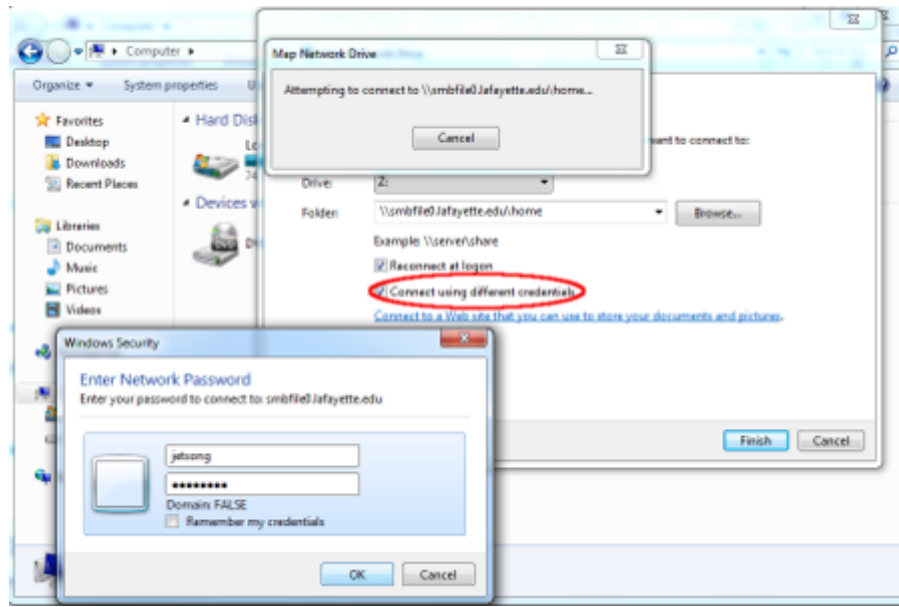 Computer
Organize
System properties
Favorites
Desktop
Downloads
Recent Places
Libraries
Documents
Music
Pictures
Videos
Hard Disk
Devices
Map Network Drive
Attempting to connect to \\smbfile0.lafayette.edu\home...
Cancel
want to connect to:
Drive: Z:
Folder: \\smbfile0.lafayette.edu\home Browse...
Example: \\server\share
Reconnect at logon
Connect using different credentials
Connect to a Web site that you can use to store your documents and pictures.
Finish Cancel
Windows Security
Enter Network Password
Enter your password to connect to: smbfile0.lafayette.edu
jetsong
Domain: FALSE
Remember my credentials
OK Cancel